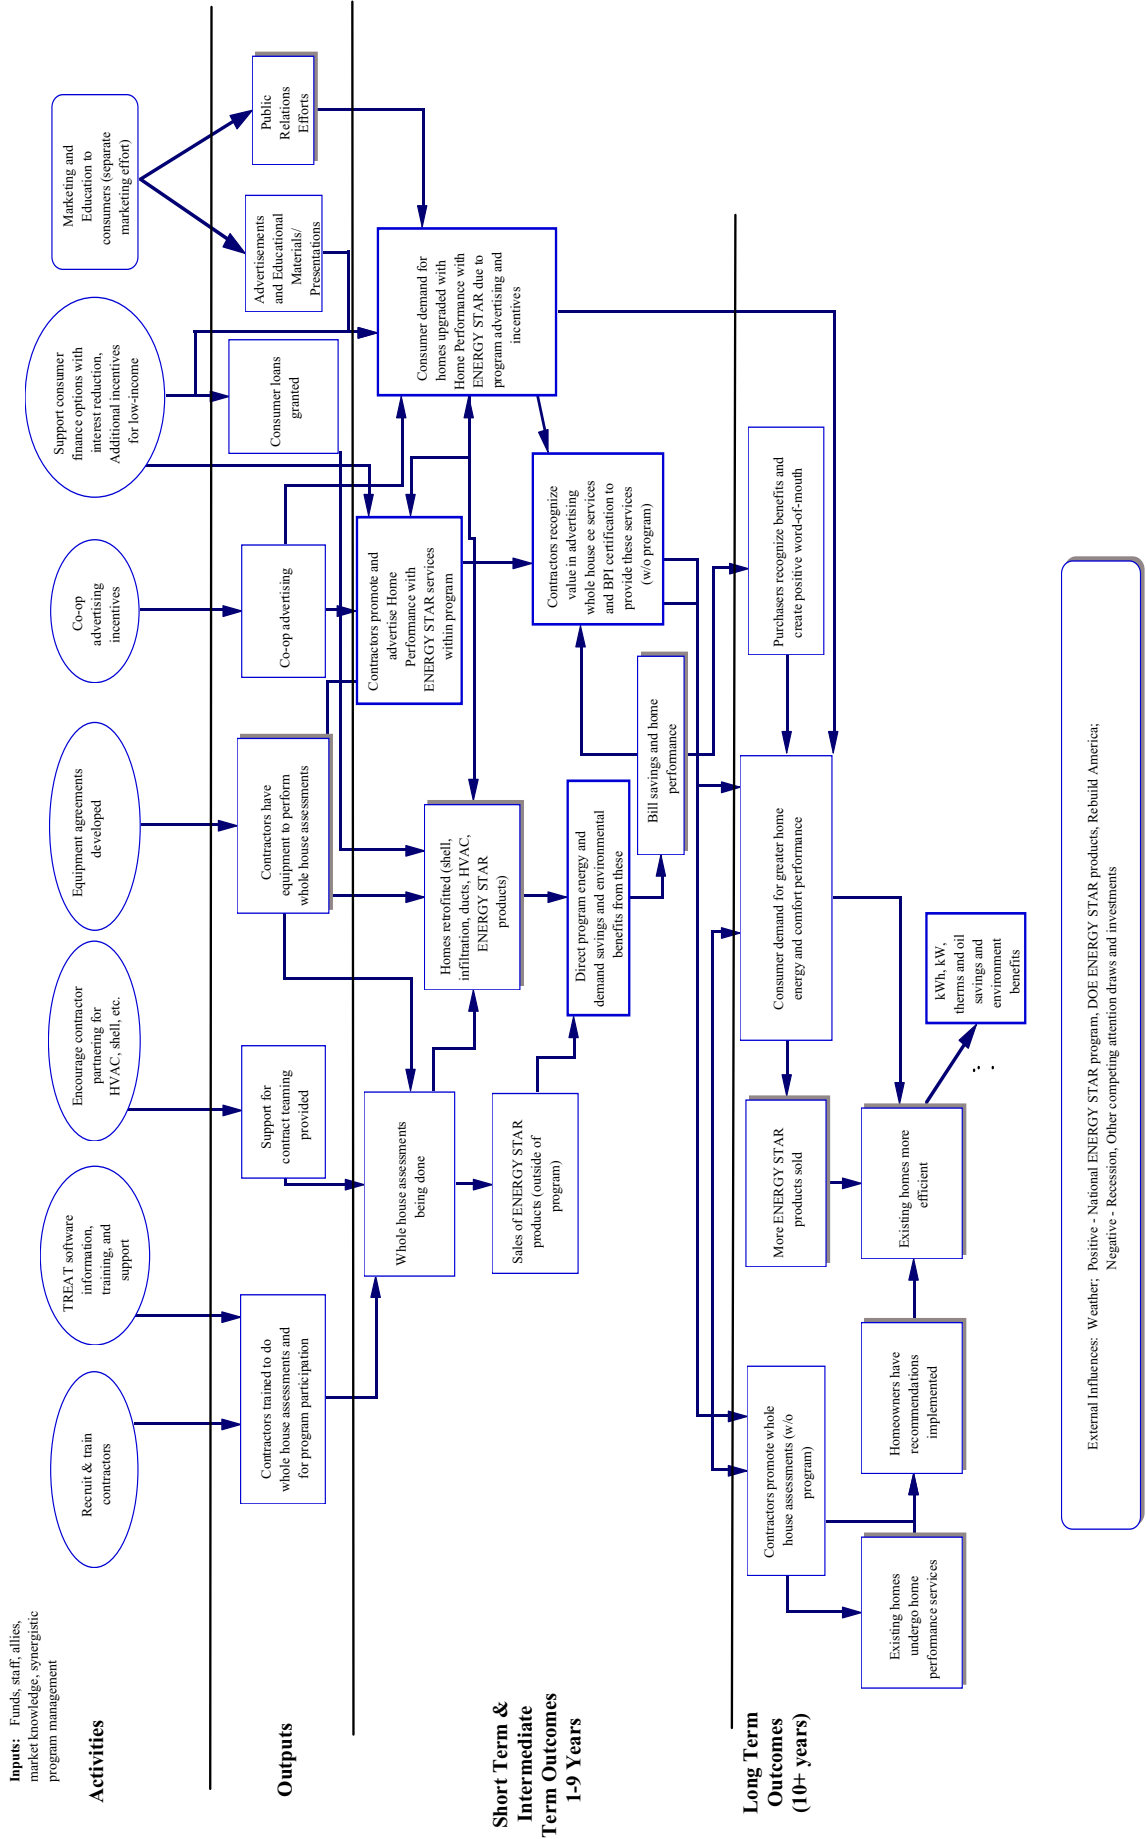 Inputs: Funds, staff, allies,
market knowledge, synergistic
program management
Activities
Recruit & train
contractors
TREAT software
information,
training, and
support
Encourage contractor
partnering for
HVAC, shell, etc.
Equipment agreements
developed
Co-op
advertising
incentives
Support consumer
finance options with
interest reduction,
Additional incentives
for low-income
Marketing and
Education to
consumers (separate
marketing effort)
Outputs
Contractors trained to do
whole house assessments and
for program participation
Support for
contract teaming
provided
Contractors have
equipment to perform
whole house assessments
Co-op advertising
Consumer loans
granted
Advertisements
and Educational
Materials/
Presentations
Public
Relations
Efforts
Short Term &
Intermediate
Term Outcomes
1-9 Years
Whole house assessments
being done
Homes retrofitted (shell,
infiltration, ducts, HVAC,
ENERGY STAR
products)
Contractors promote and
advertise Home
Performance with
ENERGY STAR services
within program
Consumer demand for
homes upgraded with
Home Performance with
ENERGY STAR due to
program advertising and
incentives
Sales of ENERGY STAR
products (outside of
program)
Direct program energy and
demand savings and environmental
benefits from these
Bill savings and home
performance
Contractors recognize
value in advertising
whole house ee services
and BPI certification to
provide these services
(w/o program)
Long Term
Outcomes
(10+ years)
Contractors promote whole
house assessments (w/o
program)
More ENERGY STAR
products sold
Consumer demand for greater home
energy and comfort performance
Purchasers recognize benefits and
create positive word-of-mouth
Existing homes
undergo home
performance services
Homeowners have
recommendations
implemented
Existing homes more
efficient
kWh, kW,
therms and oil
savings and
environment
benefits
External Influences: Weather; Positive - National ENERGY STAR program, DOE ENERGY STAR products, Rebuild America;
Negative - Recession, Other competing attention draws and investments